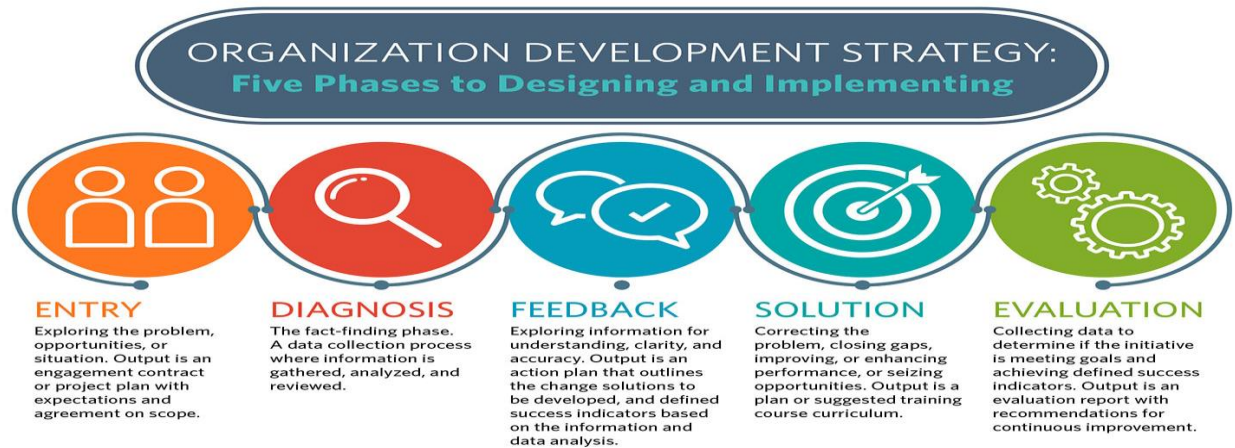 ORGANIZATION DEVELOPMENT STRATEGY:
Five Phases to Designing and Implementing
ENTRY
Exploring the problem,
opportunities, or
situation. Output is an
engagement contract
or project plan with
expectations and
agreement on scope.
DIAGNOSIS
The fact-finding phase.
A data collection process
where information is
gathered, analyzed, and
reviewed.
FEEDBACK
Exploring information for
understanding, clarity, and
accuracy. Output is an
action plan that outlines
the change solutions to
be developed, and defined
success indicators based
on the information and
data analysis.
SOLUTION
Correcting the
problem, closing gaps,
improving, or enhancing
performance, or seizing
opportunities. Output is a
plan or suggested training
course curriculum.
EVALUATION
Collecting data to
determine if the initiative
is meeting goals and
achieving defined success
indicators. Output is an
evaluation report with
recommendations for
continuous improvement.